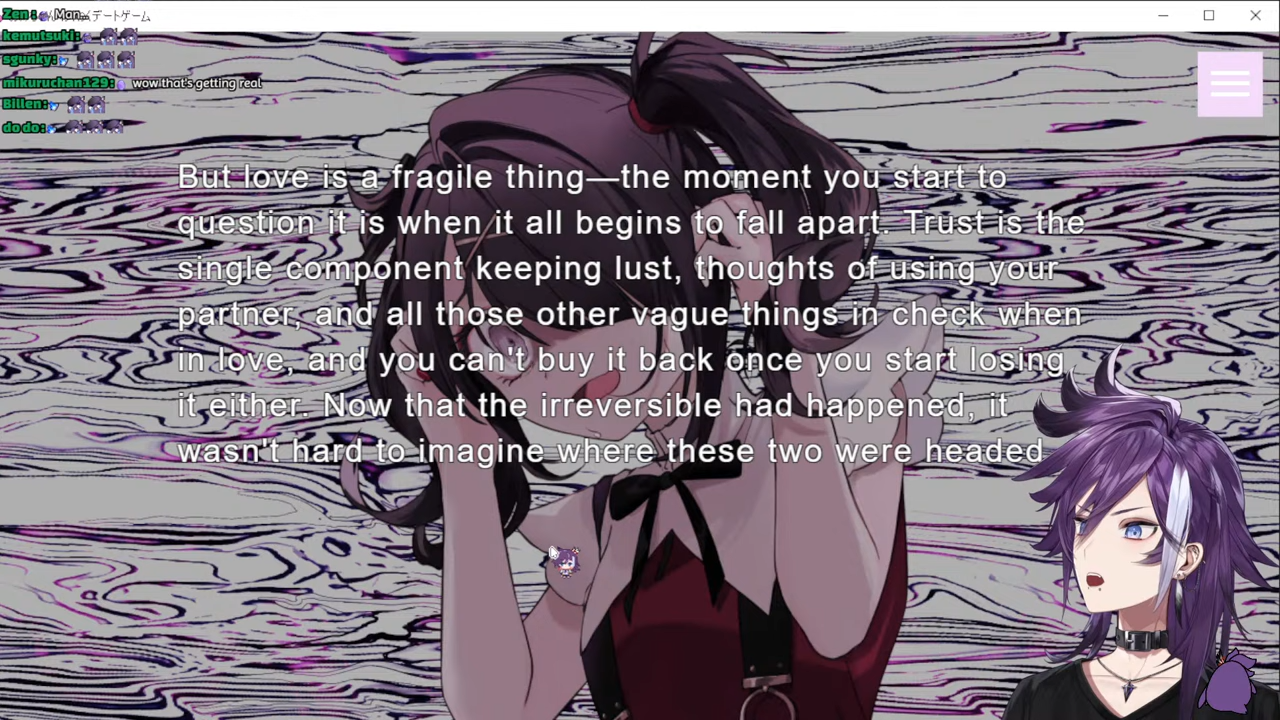 Zen: Man...
デートゲーム
kemutsuki:
sgunky:
mikuruchan129: wow that's getting real
Billen:
do do:
But love is a fragile thing—the moment you start to
question it is when it all begins to fall apart. Trust is the
single component keeping lust, thoughts of using your
partner, and all those other vague things in check when
in love, and you can't buy it back once you start losing
it either. Now that the irreversible had happened, it
wasn't hard to imagine where these two were headed